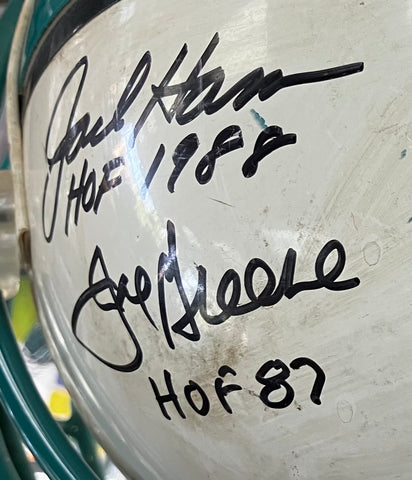 Jack Ham
HOF 1988
Joe Greene
HOF 87